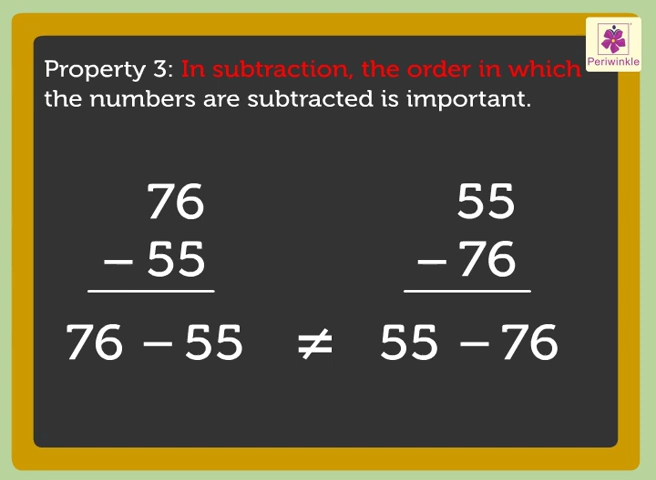 Property 3: In subtraction, the order in which
the numbers are subtracted is important.
Periwinkle
76
– 55
76 – 55
≠
55
– 76
55 – 76